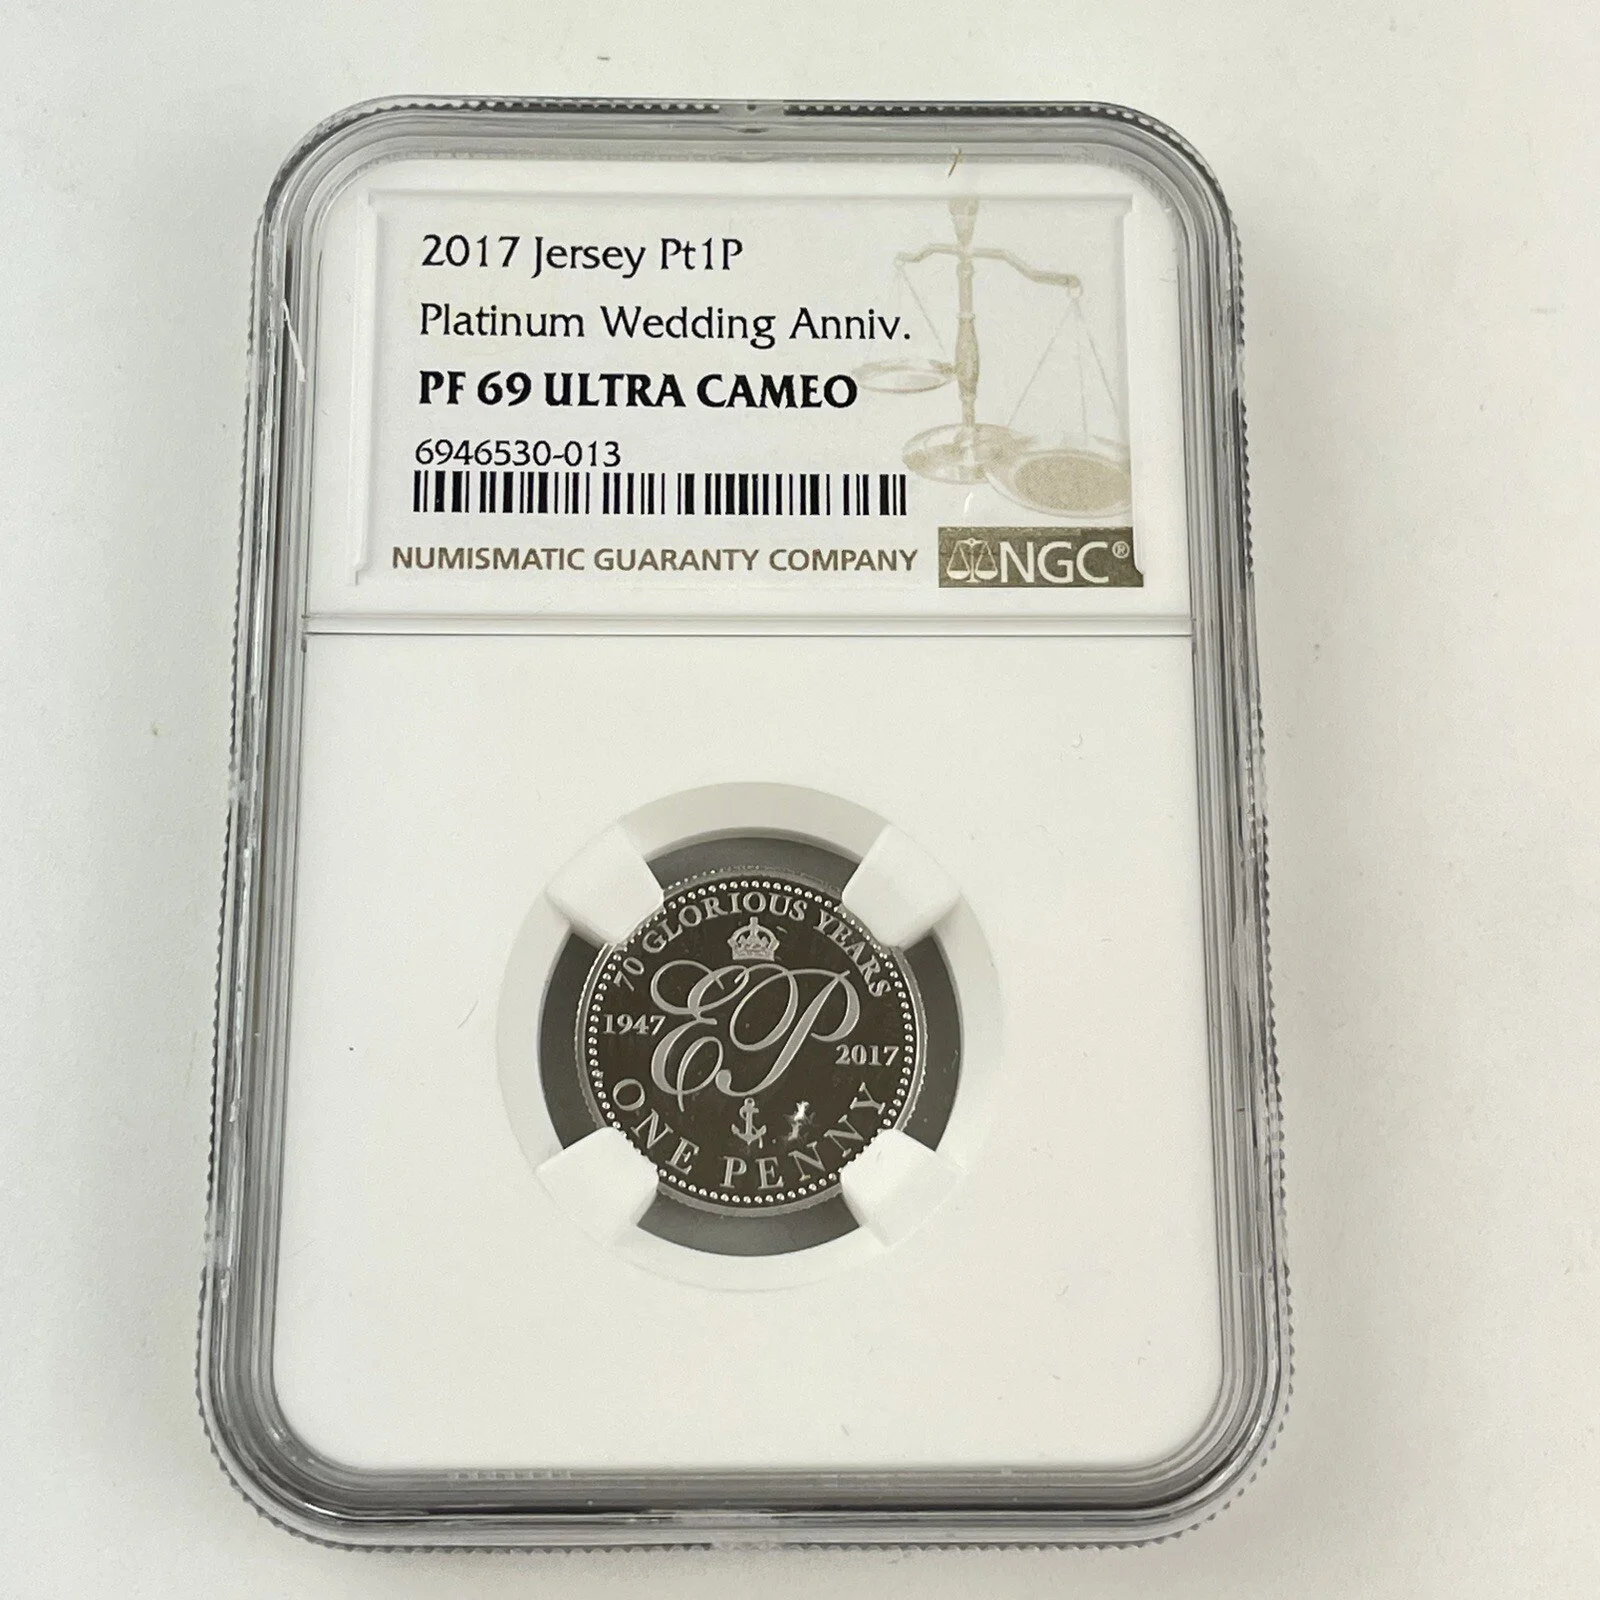 2017 Jersey Pt1P
Platinum Wedding Anniv.
PF 69 ULTRA CAMEO
6946530-013
NUMISMATIC GUARANTY COMPANY
NGC®
70 GLORIOUS YEARS
EP
1947
2017
ONE PENNY